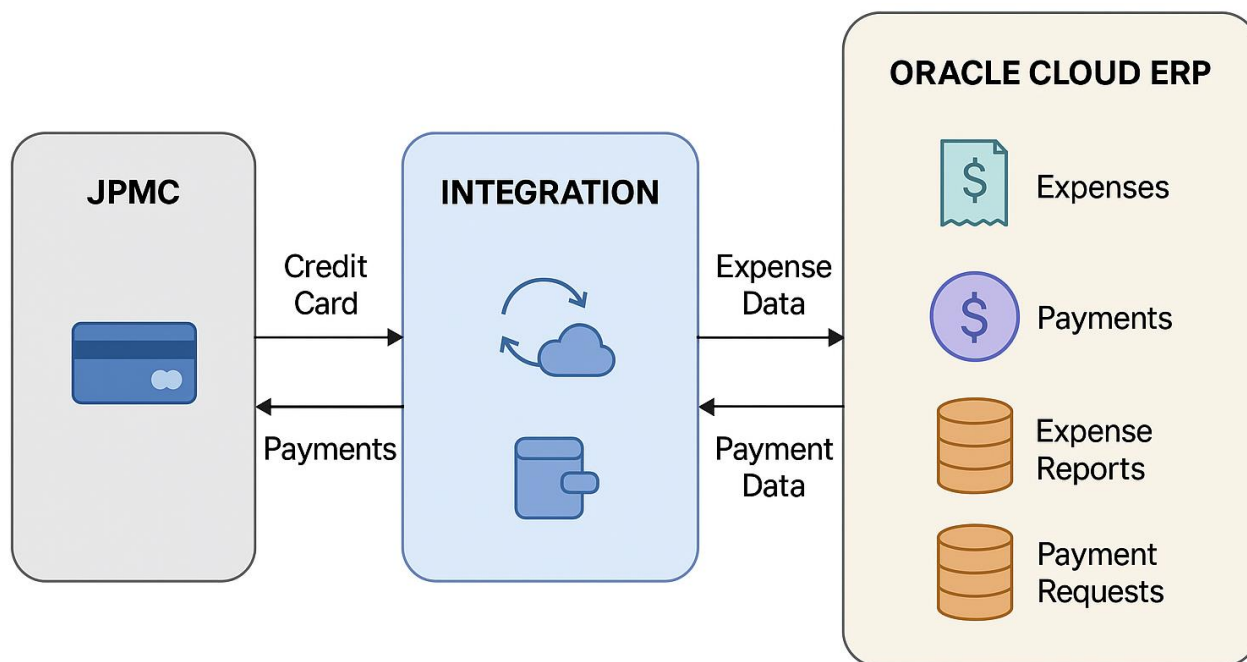 JPMC
Credit
Card
Payments
INTEGRATION
Expense
Data
Payment
Data
ORACLE CLOUD ERP
$ Expenses
$ Payments
Expense
Reports
Payment
Requests